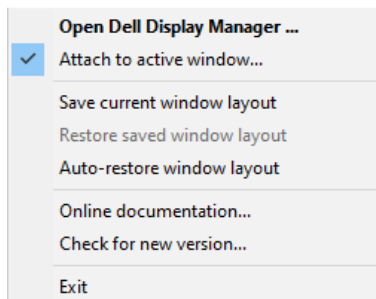 Open Dell Display Manager ...
Attach to active window...
Save current window layout
Restore saved window layout
Auto-restore window layout
Online documentation...
Check for new version...
Exit